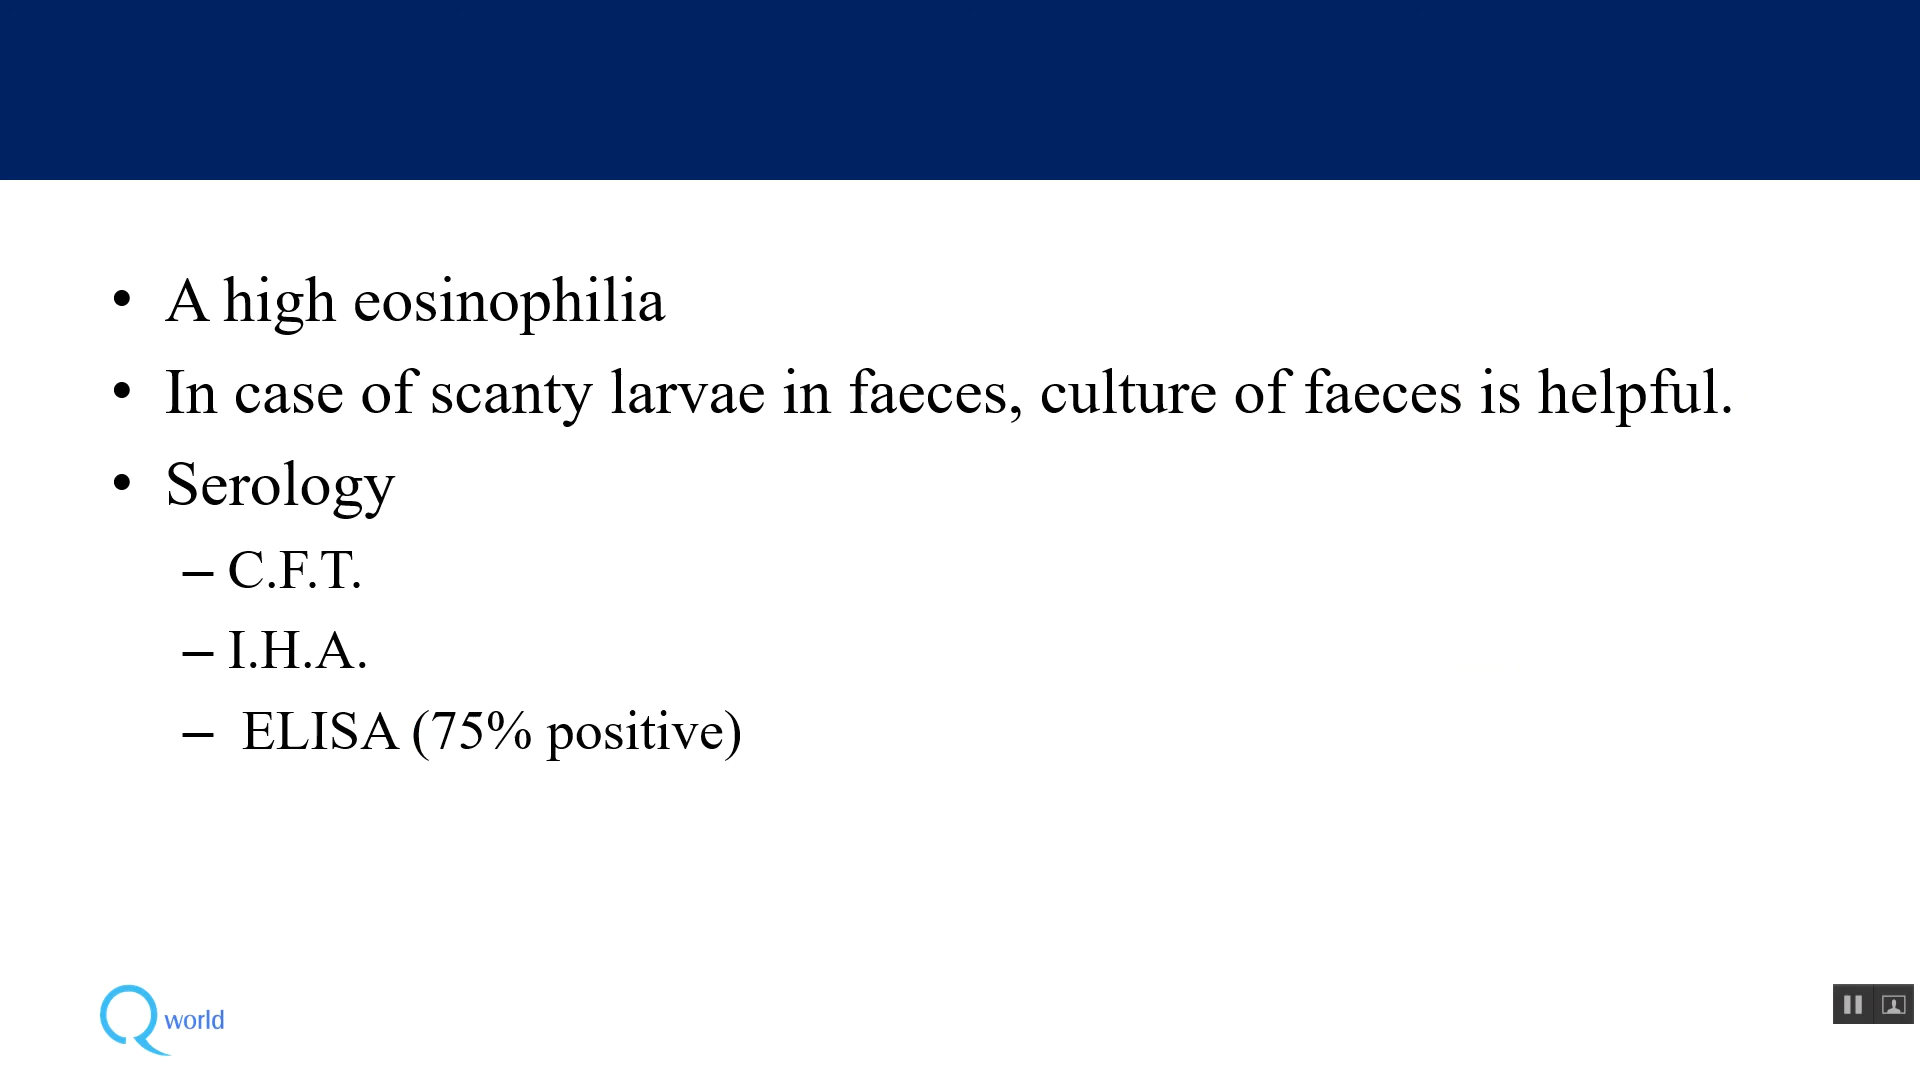 • A high eosinophilia
• In case of scanty larvae in faeces, culture of faeces is helpful.
• Serology
– C.F.T.
– I.H.A.
– ELISA (75% positive)
Q world